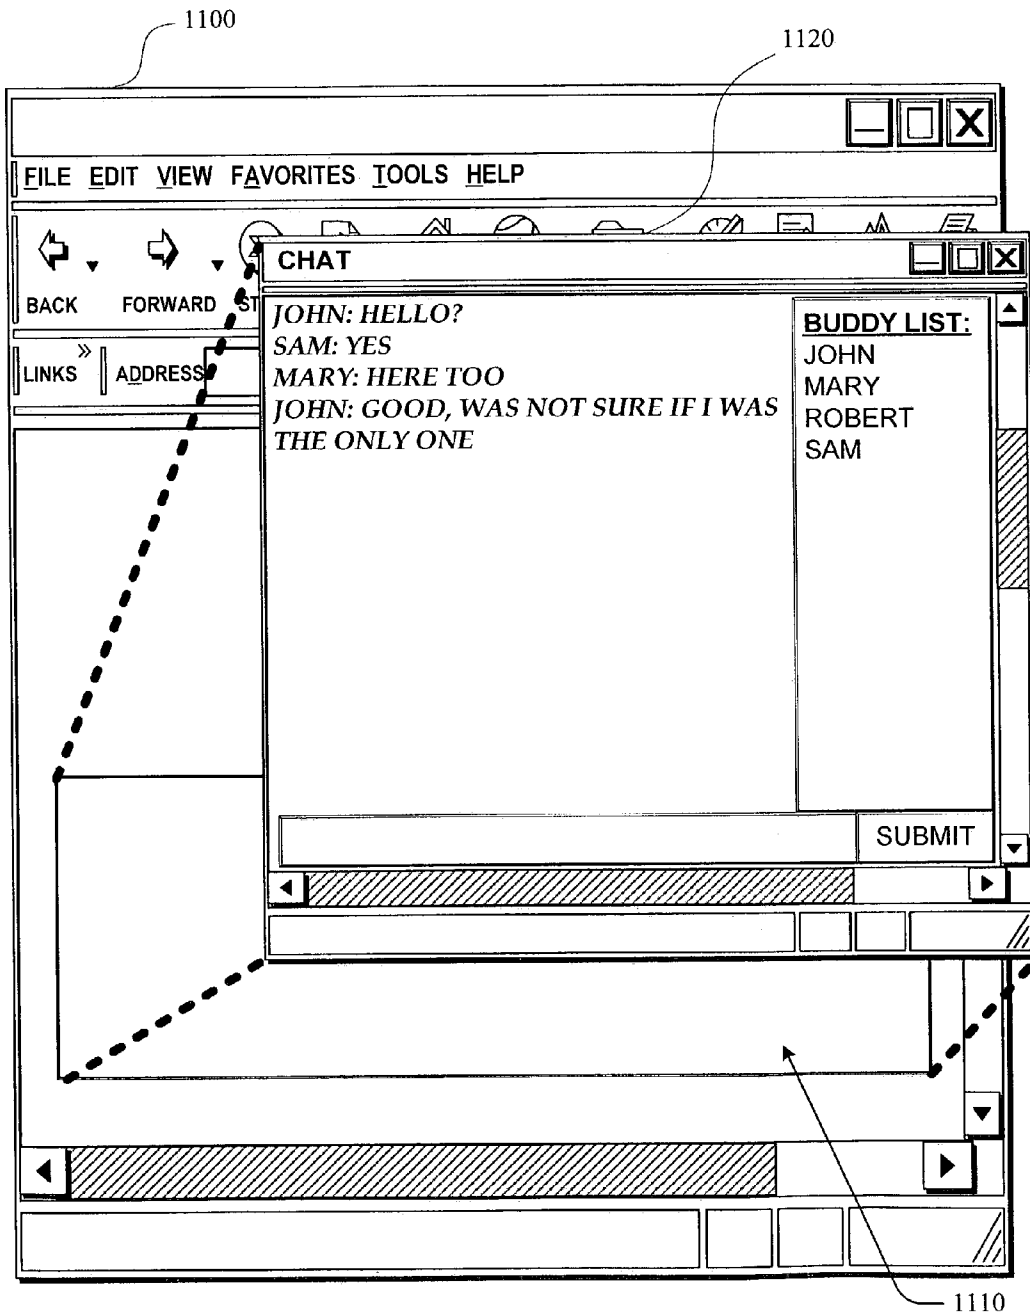 1100
1120
FILE EDIT VIEW FAVORITES TOOLS HELP
CHAT
BACK FORWARD ST
LINKS » ADDRESS
JOHN: HELLO?
SAM: YES
MARY: HERE TOO
JOHN: GOOD, WAS NOT SURE IF I WAS
THE ONLY ONE
BUDDY LIST:
JOHN
MARY
ROBERT
SAM
SUBMIT
1110